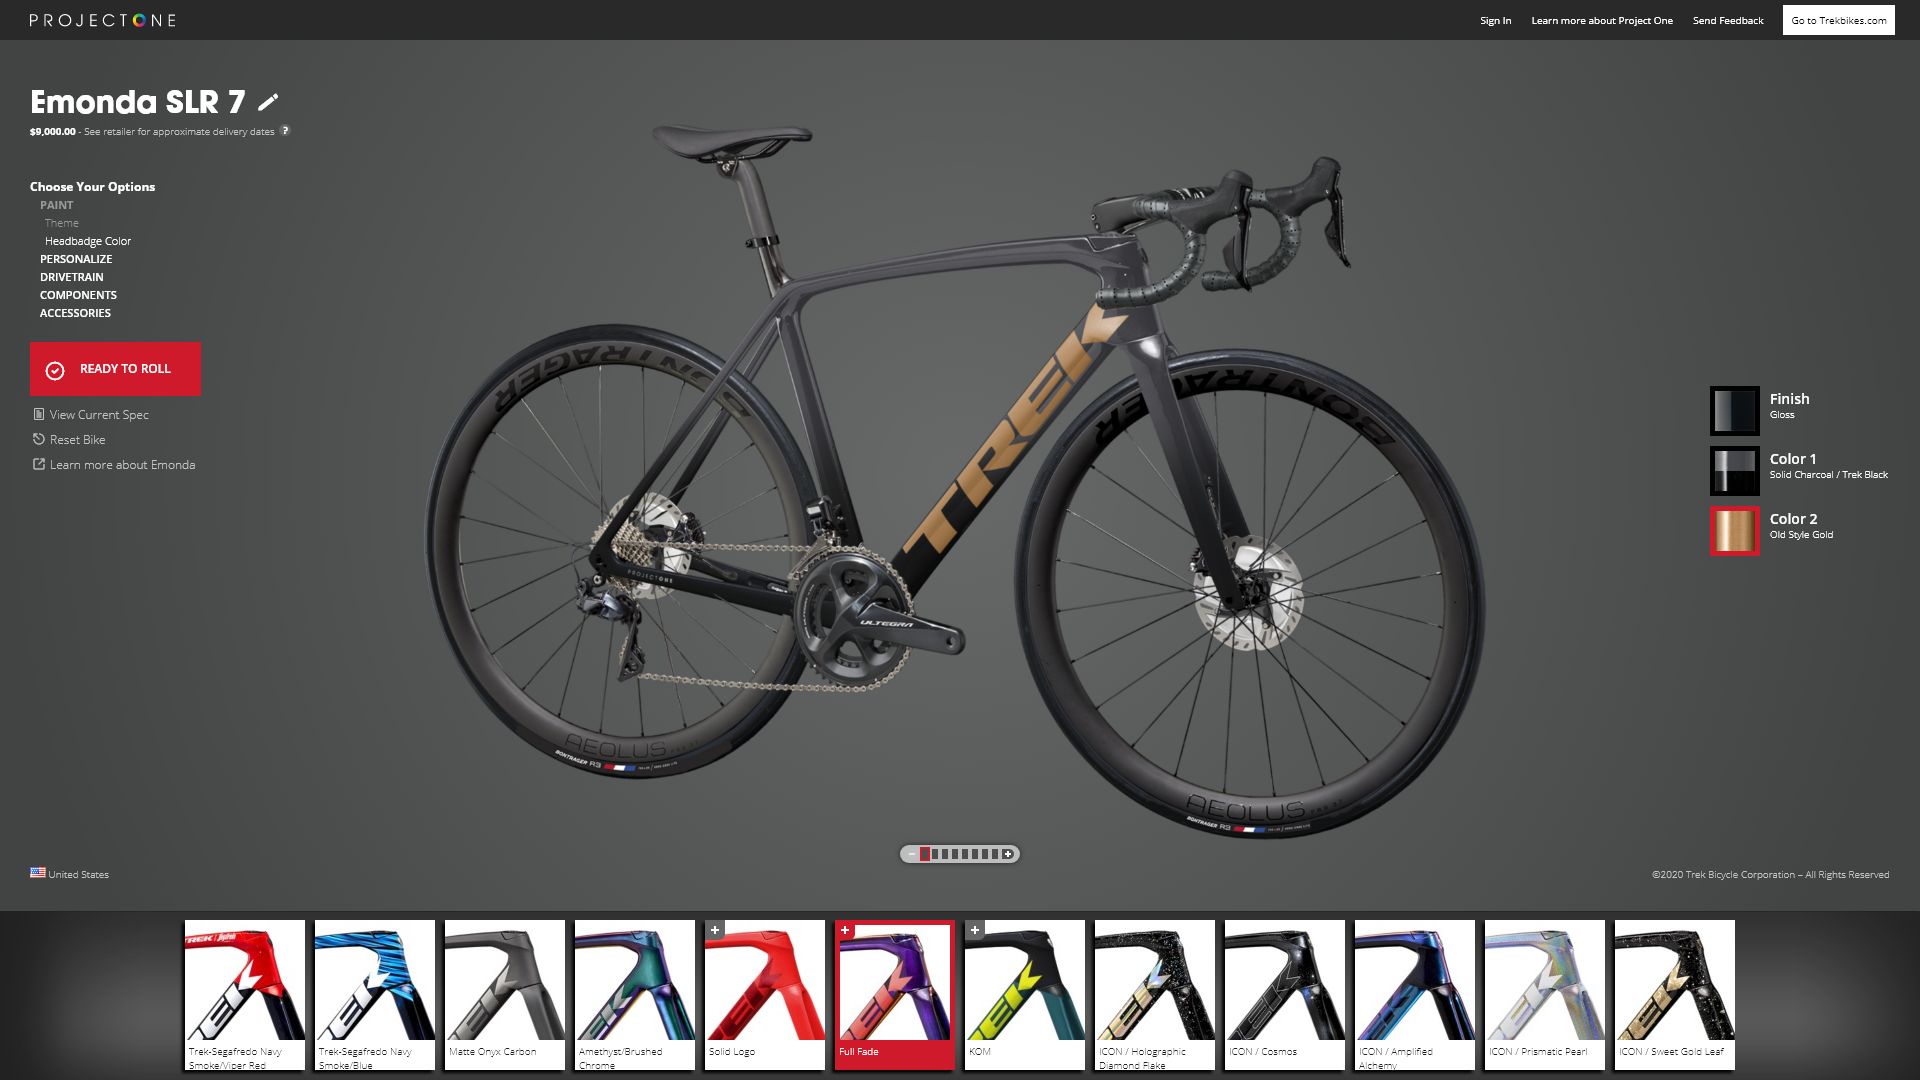 PROJECTONE
Sign In
Learn more about Project One
Send Feedback
Go to Trekbikes.com
Emonda SLR 7
$9,000.00 - See retailer for approximate delivery dates ?
Choose Your Options
PAINT
Theme
Headbadge Color
PERSONALIZE
DRIVETRAIN
COMPONENTS
ACCESSORIES
READY TO ROLL
View Current Spec
Reset Bike
Learn more about Emonda
BONTRAGER
TREK
BONTRAGER
PROJECTONE
ULTEGRA
AEOLUS
BONTRAGER R3
AEOLUS
BONTRAGER R3
Finish
Gloss
Color 1
Solid Charcoal / Trek Black
Color 2
Old Style Gold
United States
©2020 Trek Bicycle Corporation – All Rights Reserved
TREK
Trek-Segafredo Navy
Smoke/Viper Red
Trek-Segafredo Navy
Smoke/Blue
Matte Onyx Carbon
Amethyst/Brushed
Chrome
Solid Logo
Full Fade
KOM
ICON / Holographic
Diamond Flake
ICON / Cosmos
ICON / Amplified
Alchemy
ICON / Prismatic Pearl
ICON / Sweet Gold Leaf